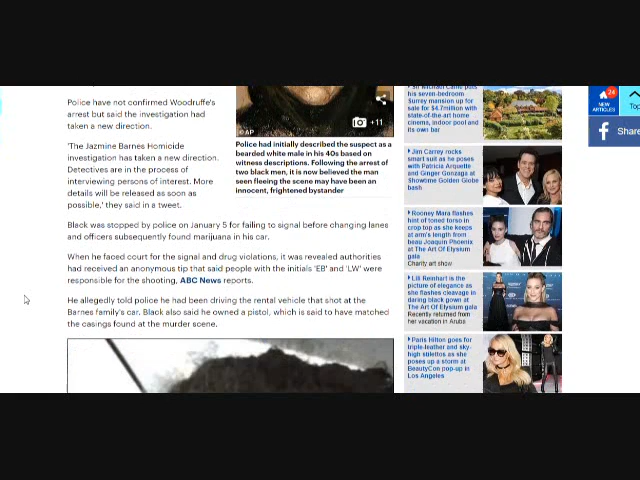 Police have not confirmed Woodruffe's
arrest but said the investigation had
taken a new direction.
'The Jazmine Barnes Homicide
investigation has taken a new direction.
Detectives are in the process of
interviewing persons of interest. More
details will be released as soon as
possible,' they said in a tweet.
©AP
+11
Police had initially described the suspect as a
bearded white male in his 40s based on
witness descriptions. Following the arrest of
two black men, it is now believed the man
seen fleeing the scene may have been an
innocent, frightened bystander
Black was stopped by police on January 5 for failing to signal before changing lanes
and officers subsequently found marijuana in his car.
When he faced court for the signal and drug violations, it was revealed authorities
had received an anonymous tip that said people with the initials 'EB' and 'LW' were
responsible for the shooting, ABC News reports.
He allegedly told police he had been driving the rental vehicle that shot at the
Barnes family's car, Black also said he owned a pistol, which is said to have matched
the casings found at the murder scene.
Sir Michael Caine puts
his seven-bedroom
Surrey mansion up for
sale for $4.7million with
state-of-the-art home
cinema, indoor pool and
its own bar
Jim Carrey rocks
smart suit as he poses
with Patricia Arquette
and Ginger Gonzaga at
Showtime Golden Globe
bash
Rooney Mara flashes
hint of toned torso in
crop top as she keeps
at arm's length from
beau Joaquin Phoenix at
The Art Of Elysium
gala
Charity art show
Lili Reinhart is the
picture of elegance as
she flashes cleavage in
daring black gown at
The Art Of Elysium gala
Recently returned from
her vacation in Aruba
Paris Hilton goes for
triple-leather and sky-
high stilettos as she
poses up a storm at
BeautyCon pop-up in
Los Angeles
24
NEW
ARTICLES
Top
Share